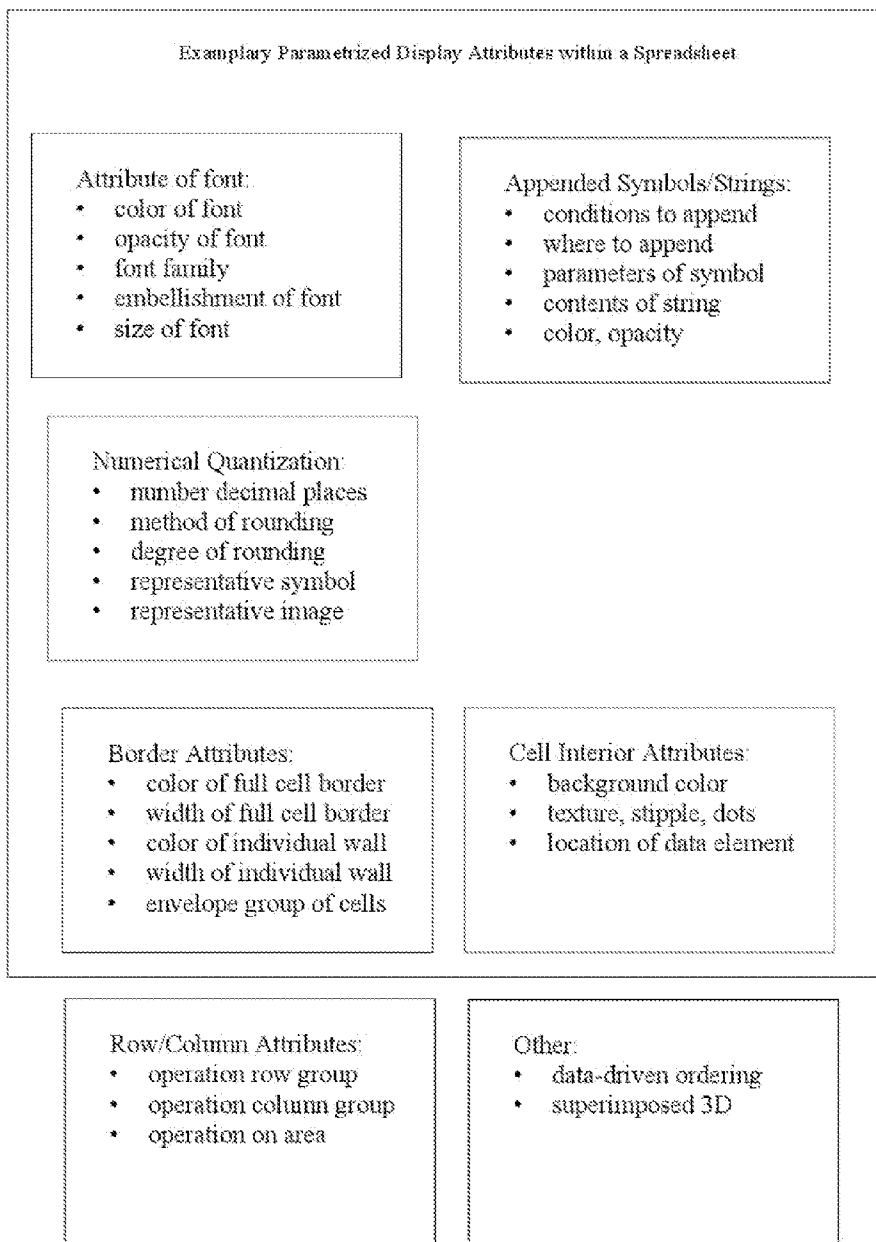 Examplary Parametrized Display Attributes within a Spreadsheet
Attribute of font:
• color of font
• opacity of font
• font family
• embellishment of font
• size of font
Appended Symbols/Strings:
• conditions to append
• where to append
• parameters of symbol
• contents of string
• color, opacity
Numerical Quantization:
• number decimal places
• method of rounding
• degree of rounding
• representative symbol
• representative image
Border Attributes:
• color of full cell border
• width of full cell border
• color of individual wall
• width of individual wall
• envelope group of cells
Cell Interior Attributes:
• background color
• texture, stipple, dots
• location of data element
Row/Column Attributes:
• operation row group
• operation column group
• operation on area
Other:
• data-driven ordering
• superimposed 3D